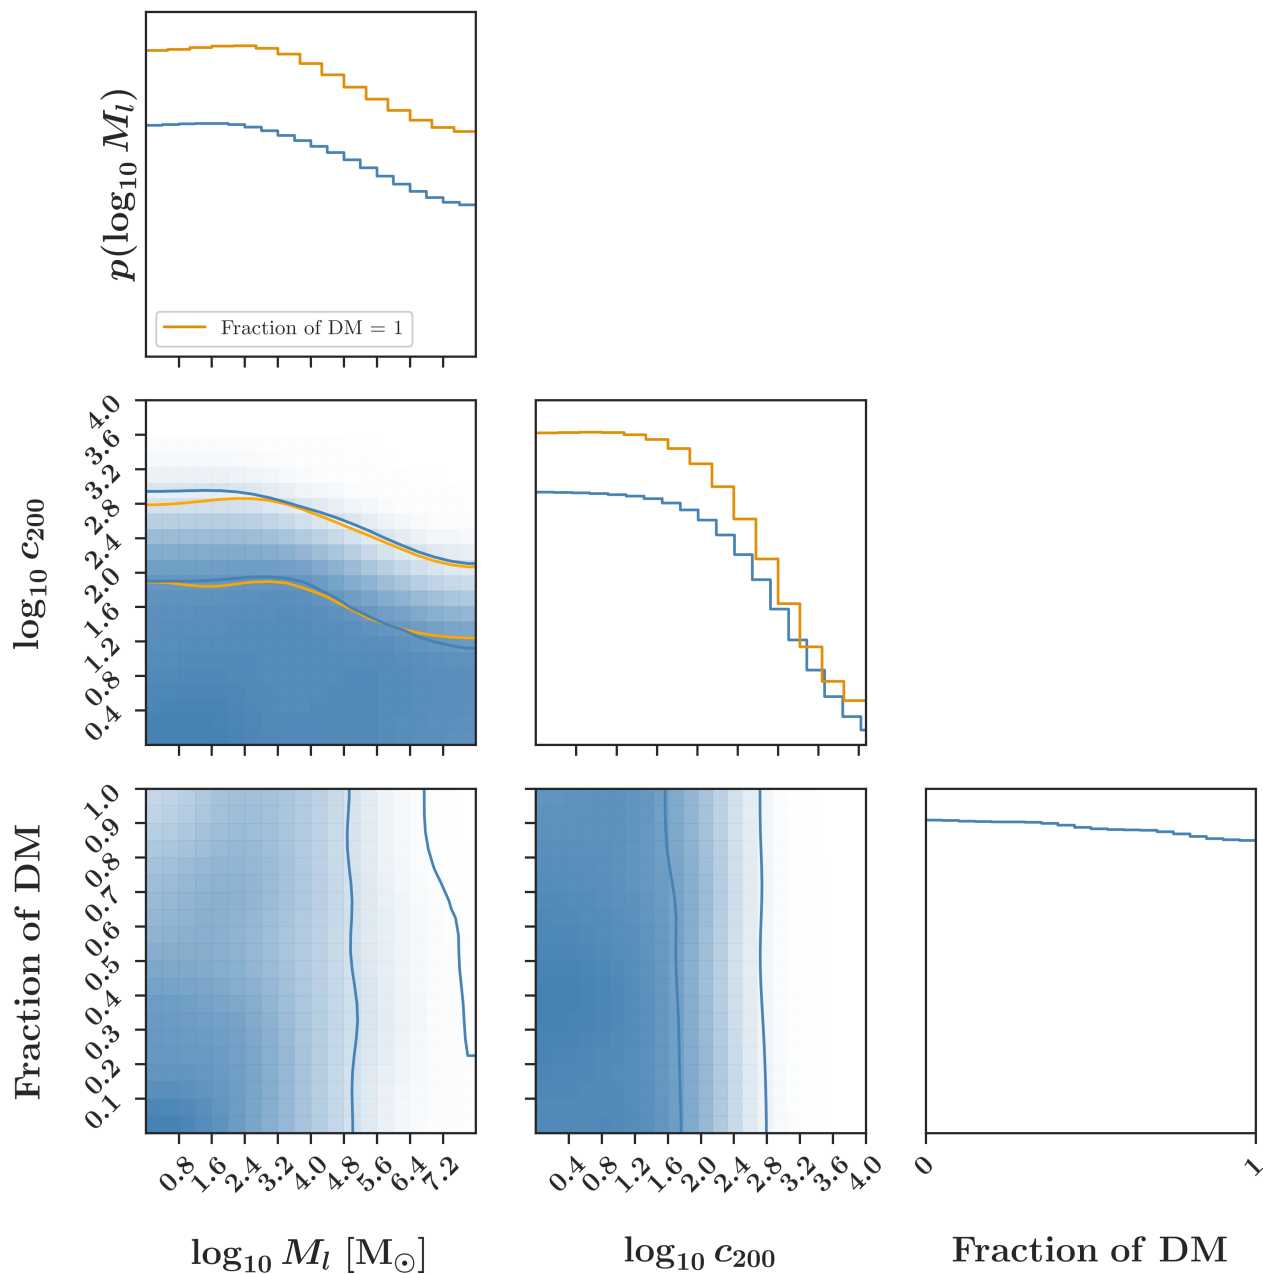 p(log₁₀ Mₗ)
Fraction of DM = 1
log₁₀ c₂₀₀
4.0
3.6
3.2
2.8
2.4
2.0
1.6
1.2
0.8
0.4
Fraction of DM
1.0
0.9
0.8
0.7
0.6
0.5
0.4
0.3
0.2
0.1
0.8 1.6 2.4 3.2 4.0 4.8 5.6 6.4 7.2
0.4 0.8 1.2 1.6 2.0 2.4 2.8 3.2 3.6 4.0
0 1
log₁₀ Mₗ [M☉]
log₁₀ c₂₀₀
Fraction of DM